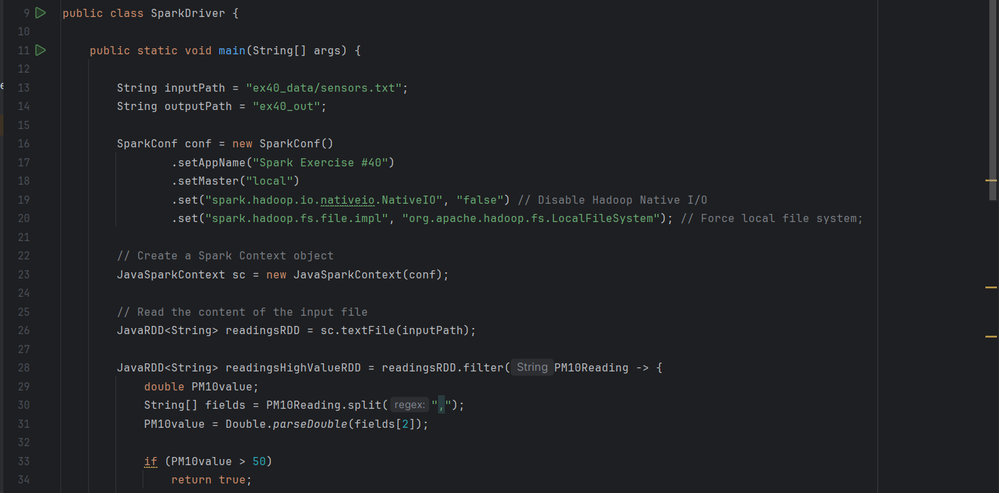 9 public class SparkDriver {
10
11     public static void main(String[] args) {
12
13         String inputPath = "ex40_data/sensors.txt";
14         String outputPath = "ex40_out";
15
16         SparkConf conf = new SparkConf()
17                 .setAppName("Spark Exercise #40")
18                 .setMaster("local")
19                 .set("spark.hadoop.io.nativeio.NativeIO", "false") // Disable Hadoop Native I/O
20                 .set("spark.hadoop.fs.file.impl", "org.apache.hadoop.fs.LocalFileSystem"); // Force local file system;
21
22         // Create a Spark Context object
23         JavaSparkContext sc = new JavaSparkContext(conf);
24
25         // Read the content of the input file
26         JavaRDD<String> readingsRDD = sc.textFile(inputPath);
27
28         JavaRDD<String> readingsHighValueRDD = readingsRDD.filter( String PM10Reading -> {
29             double PM10value;
30             String[] fields = PM10Reading.split( regex: ",");
31             PM10value = Double.parseDouble(fields[2]);
32
33             if (PM10value > 50)
34                 return true;